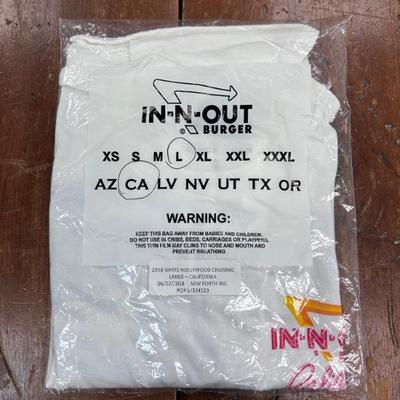 IN-N-OUT
® BURGER
XS S M L XL XXL XXXL
AZ CA LV NV UT TX OR
WARNING:
KEEP THIS BAG AWAY FROM BABIES AND CHILDREN.
DO NOT USE IN CRIBS, BEDS, CARRIAGES OR PLAYPENS.
THIS THIN FILM MAY CLING TO NOSE AND MOUTH AND
PREVENT BREATHING
2018 WHITE HOLLYWOOD CRUISING
LARGE - CALIFORNIA
06/22/2018 SEW FORTH INC.
IN-N-